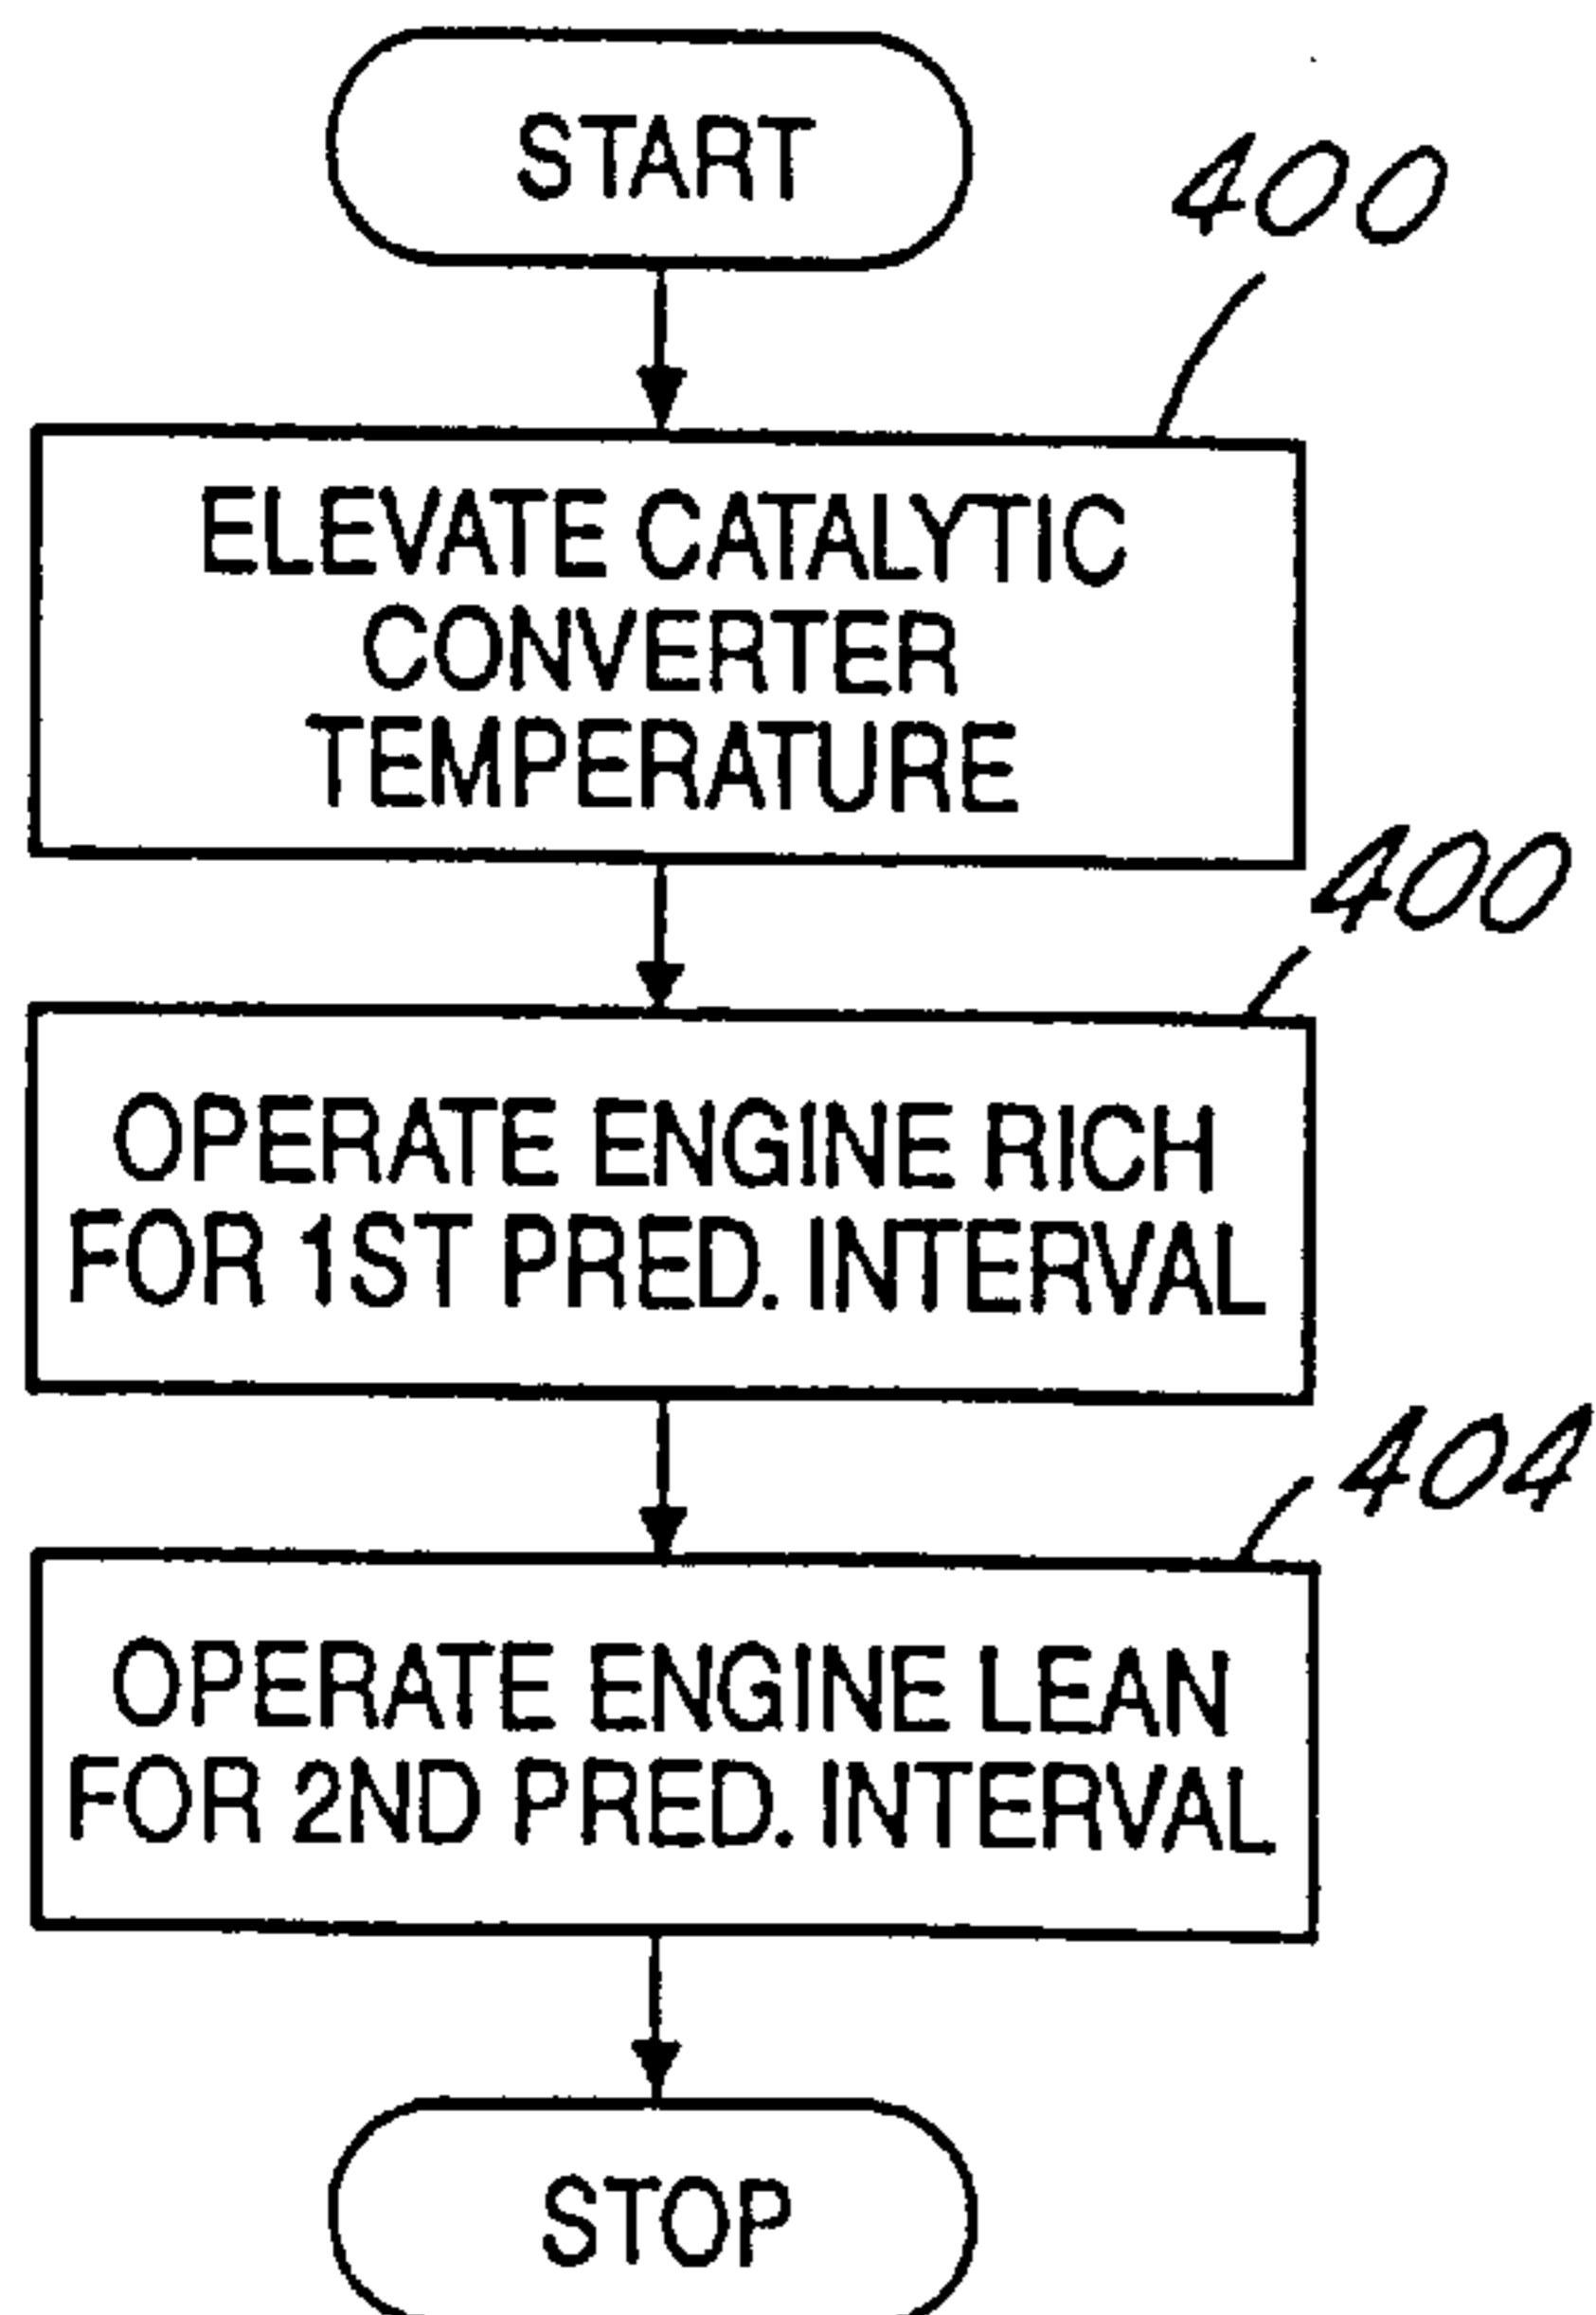 START
400
ELEVATE CATALYTIC
CONVERTER
TEMPERATURE
400
OPERATE ENGINE RICH
FOR 1ST PRED. INTERVAL
404
OPERATE ENGINE LEAN
FOR 2ND PRED. INTERVAL
STOP